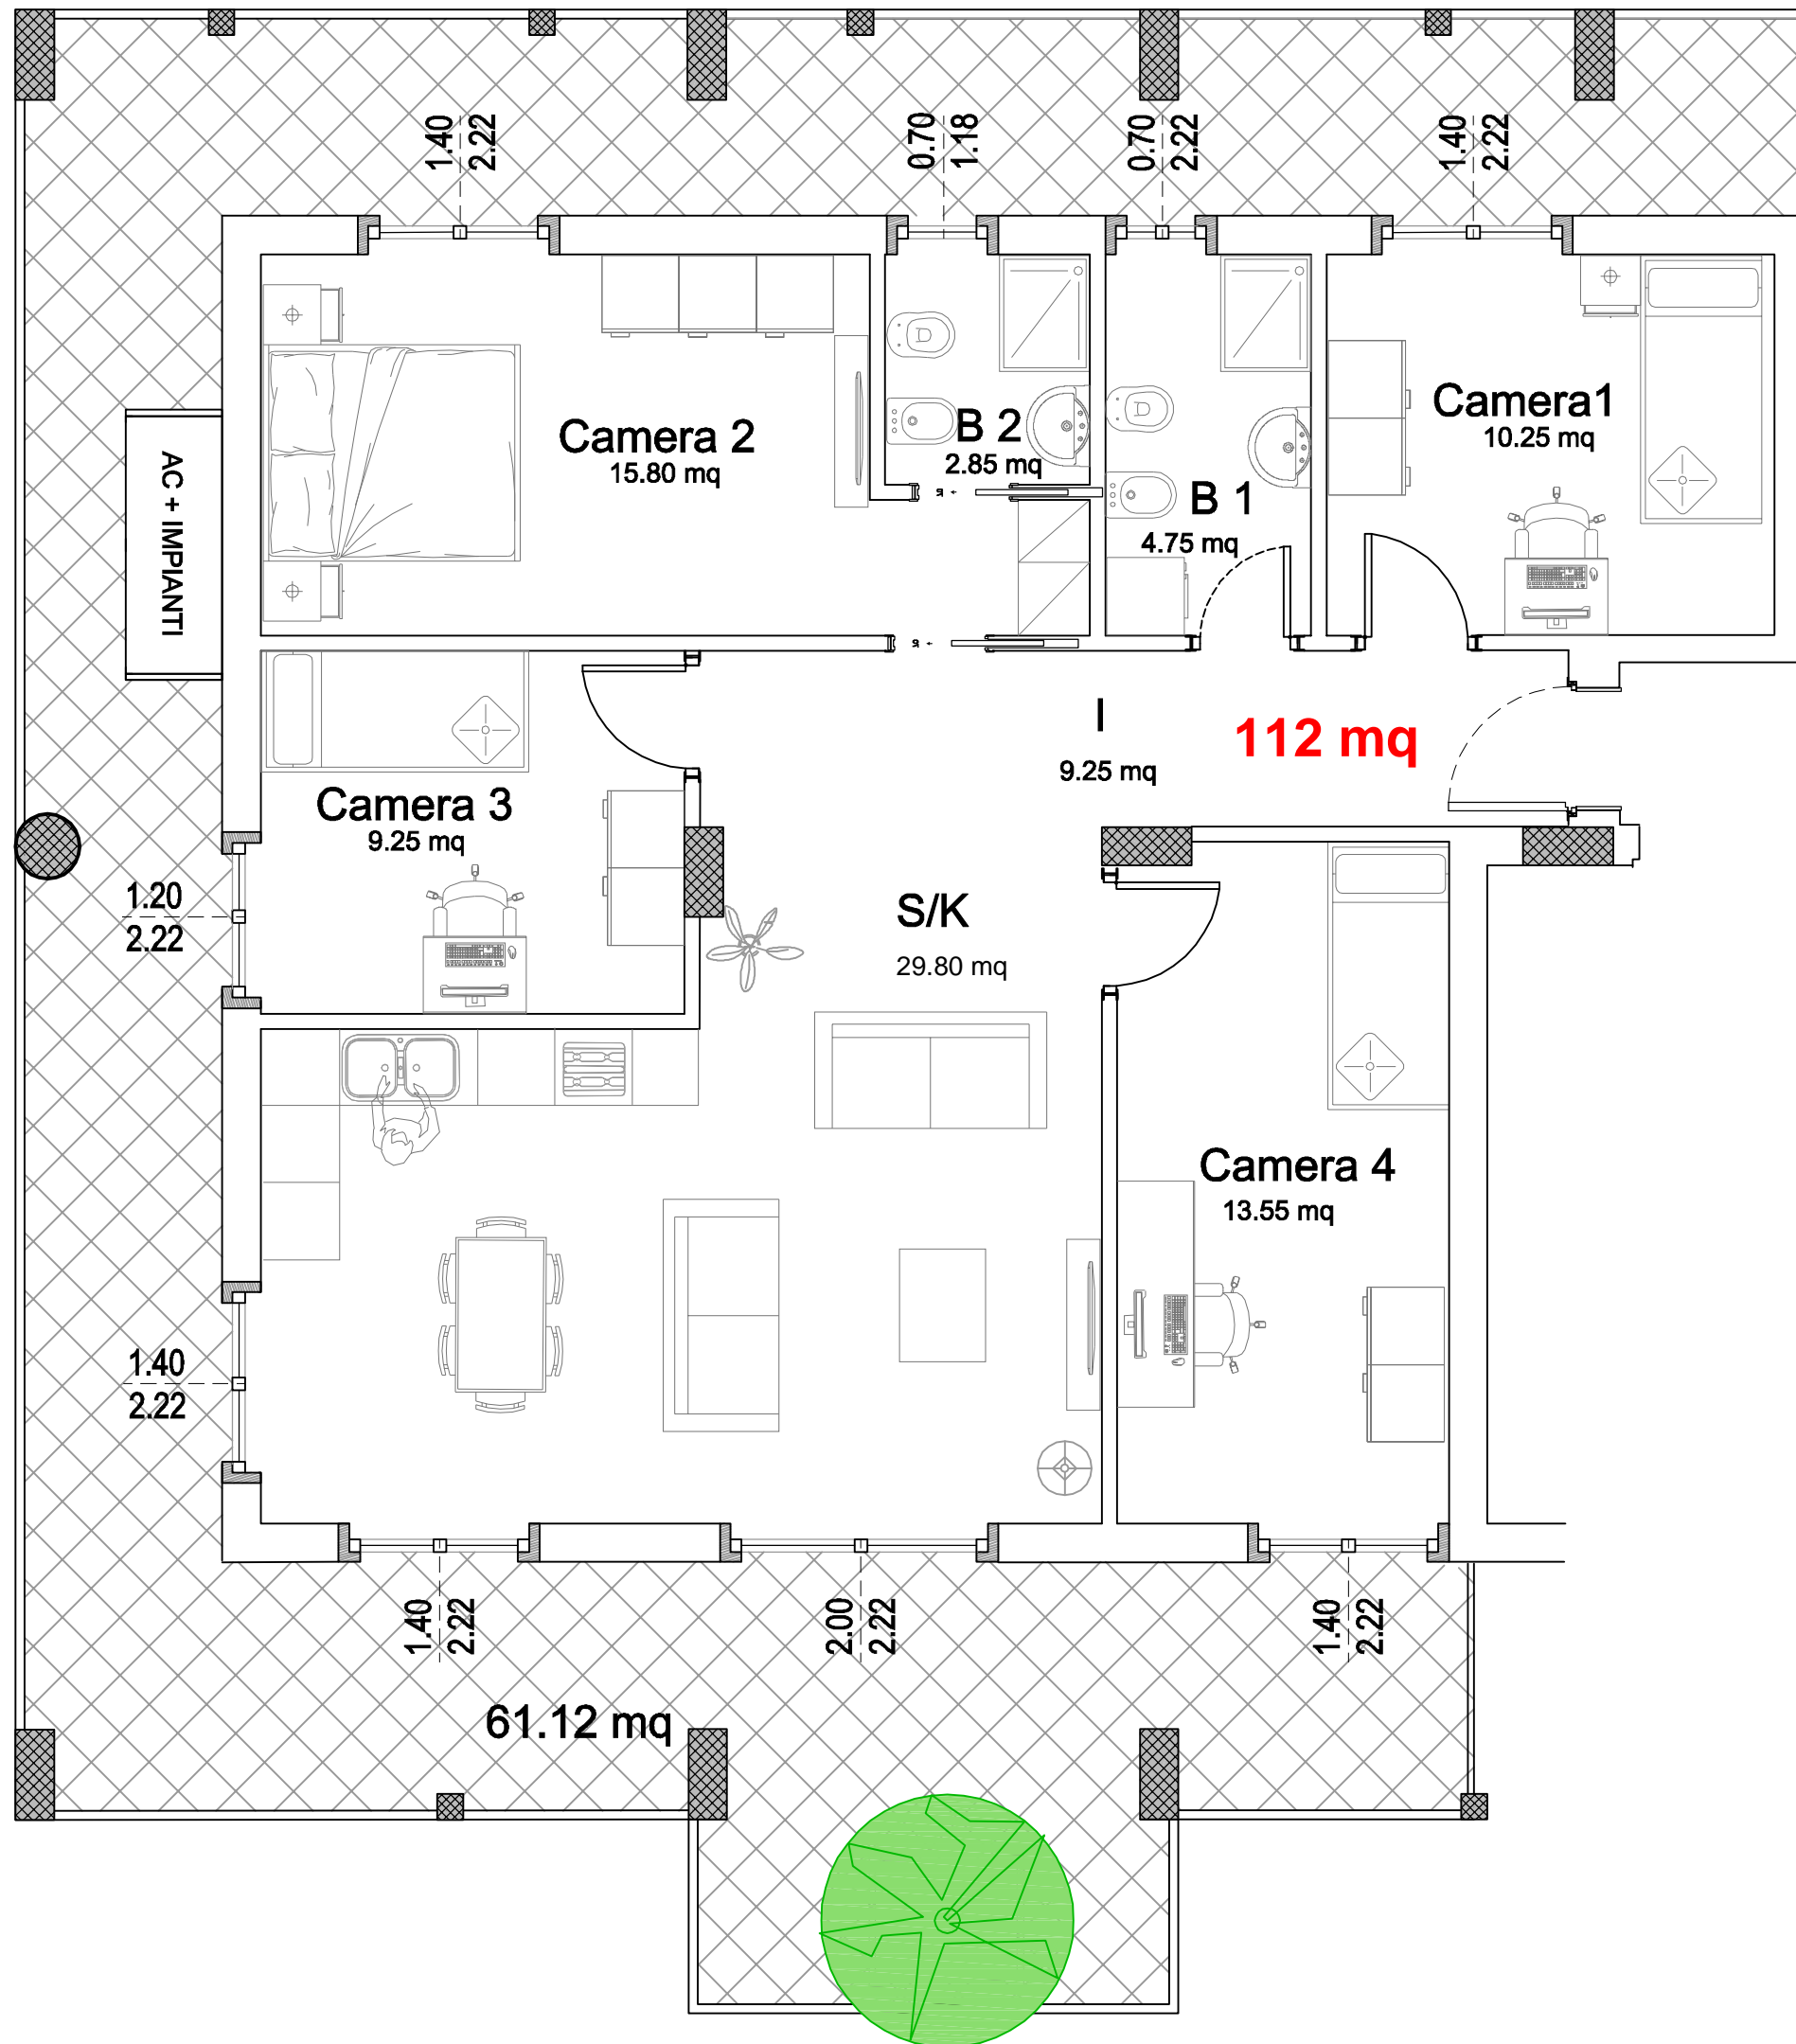 1.40
2.22
0.70
1.18
0.70
2.22
1.40
2.22
Camera 2
15.80 mq
B 2
2.85 mq
B 1
4.75 mq
Camera1
10.25 mq
AC + IMPIANTI
I
9.25 mq
112 mq
Camera 3
9.25 mq
1.20
2.22
S/K
29.80 mq
Camera 4
13.55 mq
1.40
2.22
1.40
2.22
2.00
2.22
1.40
2.22
61.12 mq